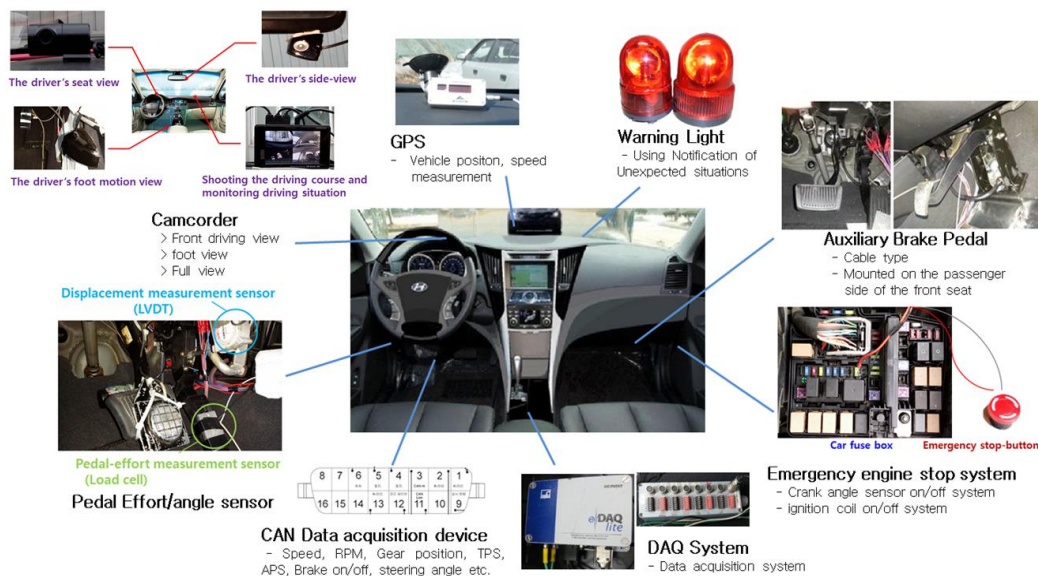 The driver's seat view
The driver's side-view
The driver's foot motion view
Shooting the driving course and
monitoring driving situation
Camcorder
> Front driving view
> foot view
> Full view
GPS
- Vehicle positon, speed
measurement
Warning Light
- Using Notification of
Unexpected situations
Auxiliary Brake Pedal
- Cable type
- Mounted on the passenger
side of the front seat
Displacement measurement sensor
(LVDT)
Pedal-effort measurement sensor
(Load cell)
Pedal Effort/angle sensor
8 7 6 5 4 3 2 1
16 15 14 13 12 11 10 9
CAN Data acquisition device
- Speed, RPM, Gear position, TPS,
APS, Brake on/off, steering angle etc.
eDAQ
lite
DAQ System
- Data acquisition system
Car fuse box
Emergency stop-button
Emergency engine stop system
- Crank angle sensor on/off system
- ignition coil on/off system